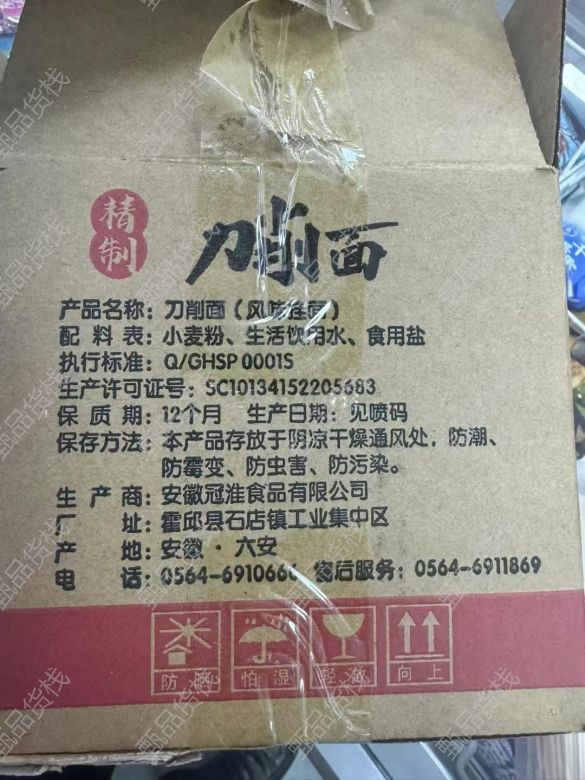 精制
刀削面
产品名称：刀削面（风味挂面）
配料表：小麦粉、生活饮用水、食用盐
执行标准：Q/GHSP 0001S
生产许可证号：SC10134152205683
保质期：12个月 生产日期：见喷码
保存方法：本产品存放于阴凉干燥通风处，防潮、
防霉变、防虫害、防污染。
生产商：安徽冠淮食品有限公司
厂址：霍邱县石店镇工业集中区
产地：安徽·六安
电话：0564-6910666 售后服务：0564-6911869
防晒 怕湿 轻放 向上
甄品货栈